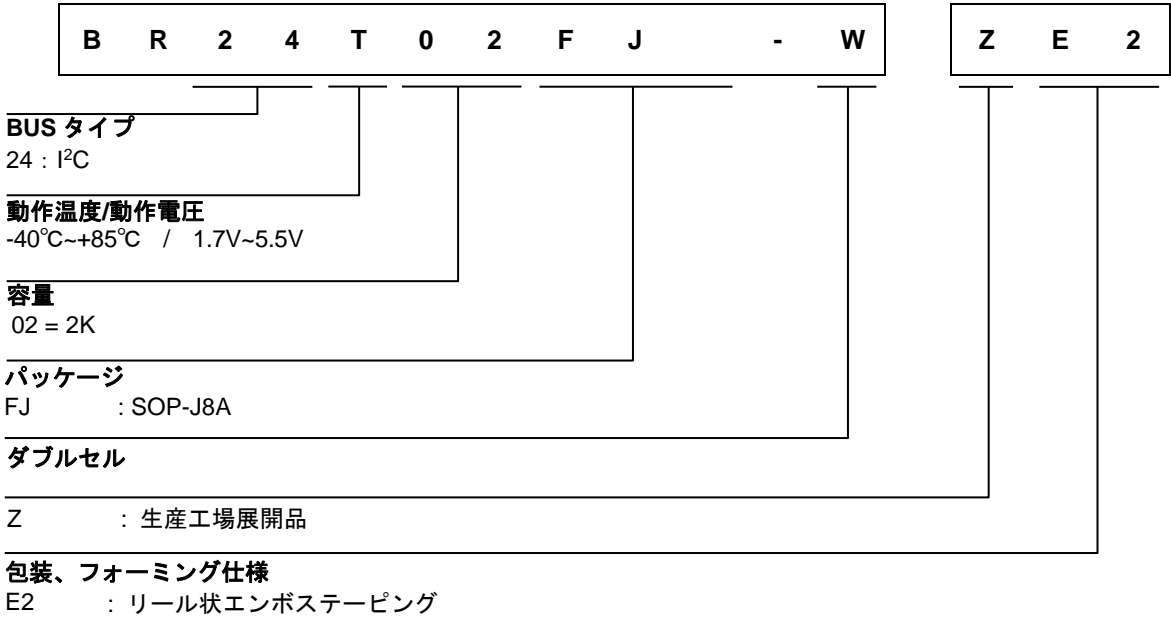 B R 2 4 T 0 2 F J - W Z E 2
BUS タイプ
24：I²C
動作温度/動作電圧
-40℃~+85℃ / 1.7V~5.5V
容量
02 = 2K
パッケージ
FJ : SOP-J8A
ダブルセル
Z : 生産工場展開品
包装、フォーミング仕様
E2 : リール状エンボステーピング